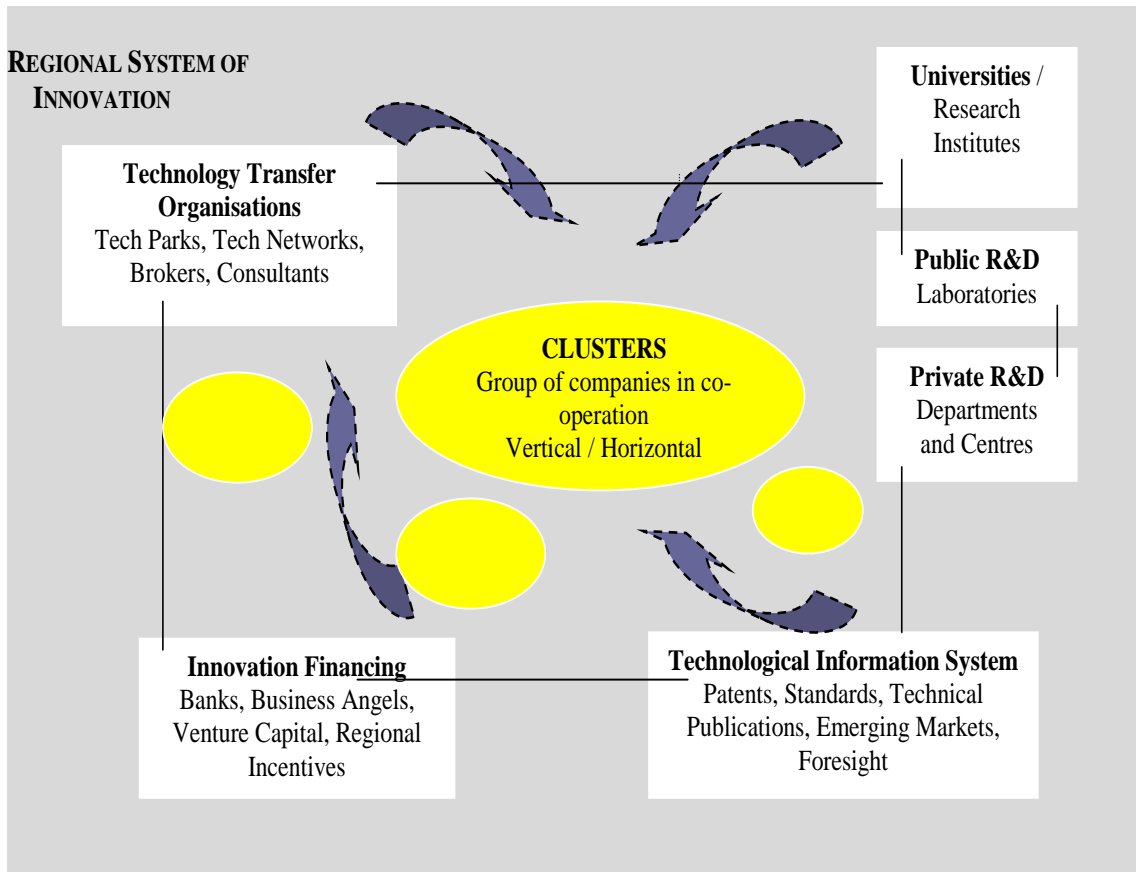 REGIONAL SYSTEM OF
INNOVATION
Universities /
Research
Institutes
Technology Transfer
Organisations
Tech Parks, Tech Networks,
Brokers, Consultants
Public R&D
Laboratories
CLUSTERS
Group of companies in co-
operation
Vertical / Horizontal
Private R&D
Departments
and Centres
Innovation Financing
Banks, Business Angels,
Venture Capital, Regional
Incentives
Technological Information System
Patents, Standards, Technical
Publications, Emerging Markets,
Foresight